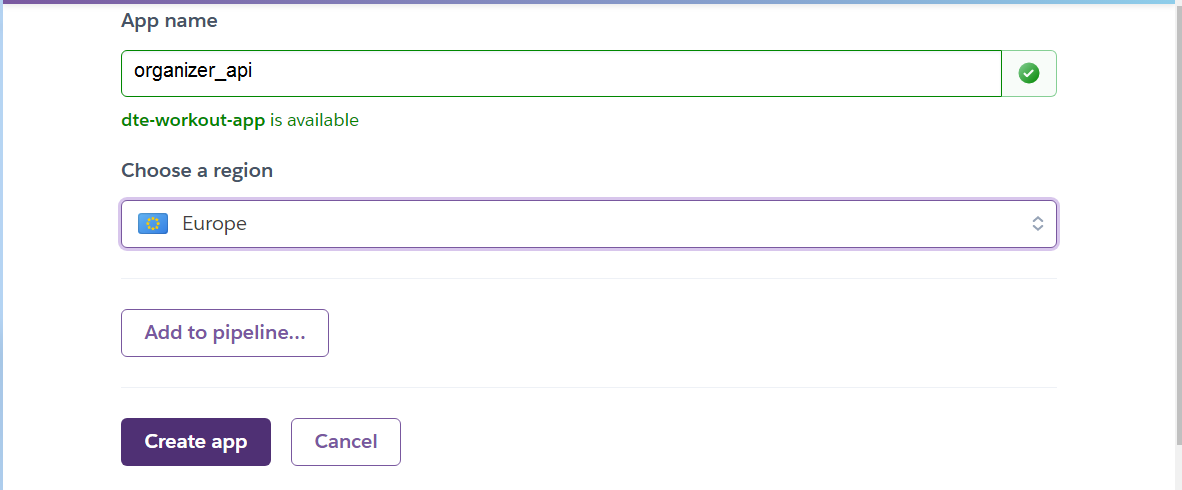 App name
organizer_api
dte-workout-app is available
Choose a region
Europe
Add to pipeline...
Create app
Cancel